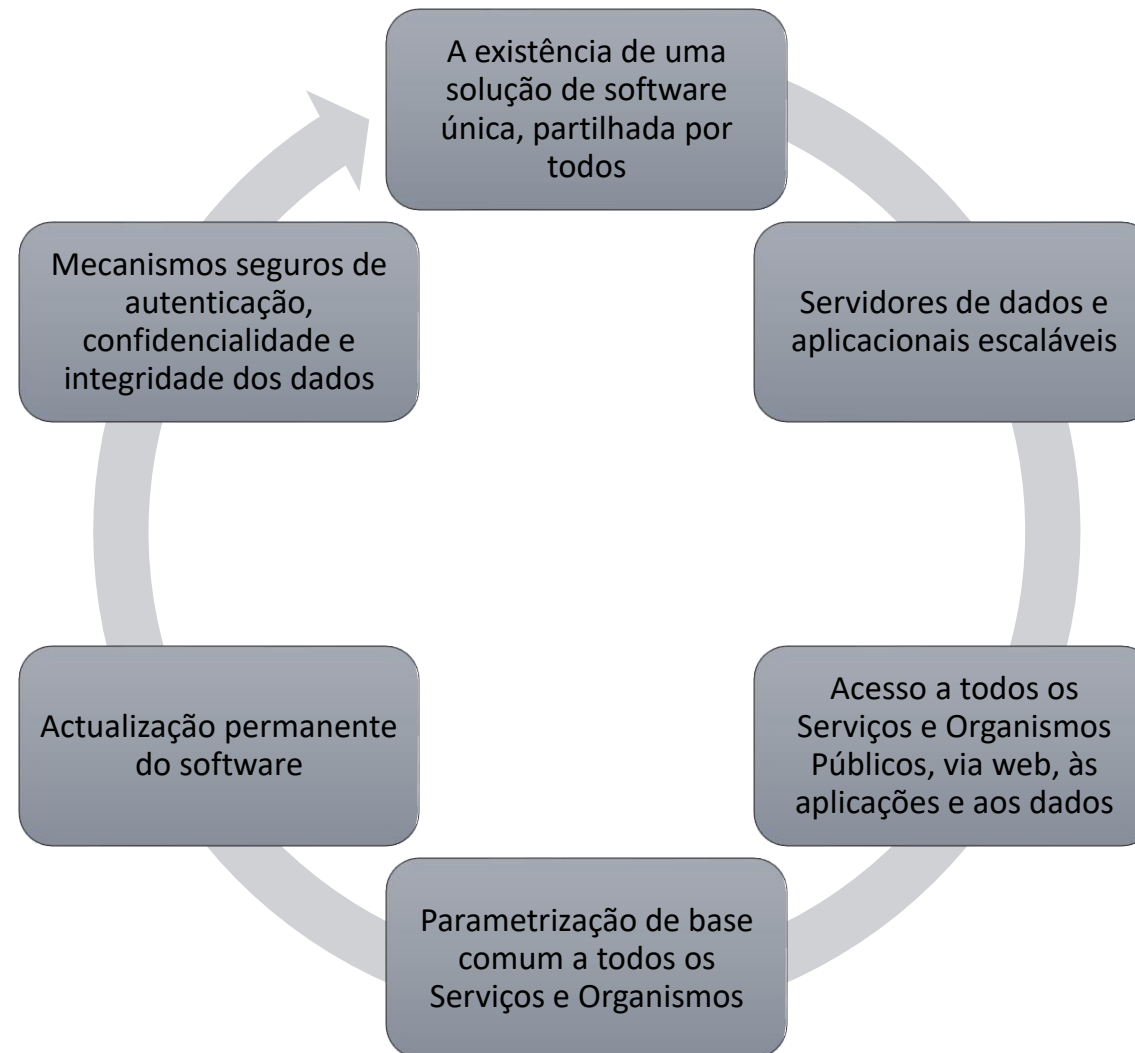 A existência de uma
solução de software
única, partilhada por
todos
Servidores de dados e
aplicacionais escaláveis
Acesso a todos os
Serviços e Organismos
Públicos, via web, às
aplicações e aos dados
Parametrização de base
comum a todos os
Serviços e Organismos
Actualização permanente
do software
Mecanismos seguros de
autenticação,
confidencialidade e
integridade dos dados